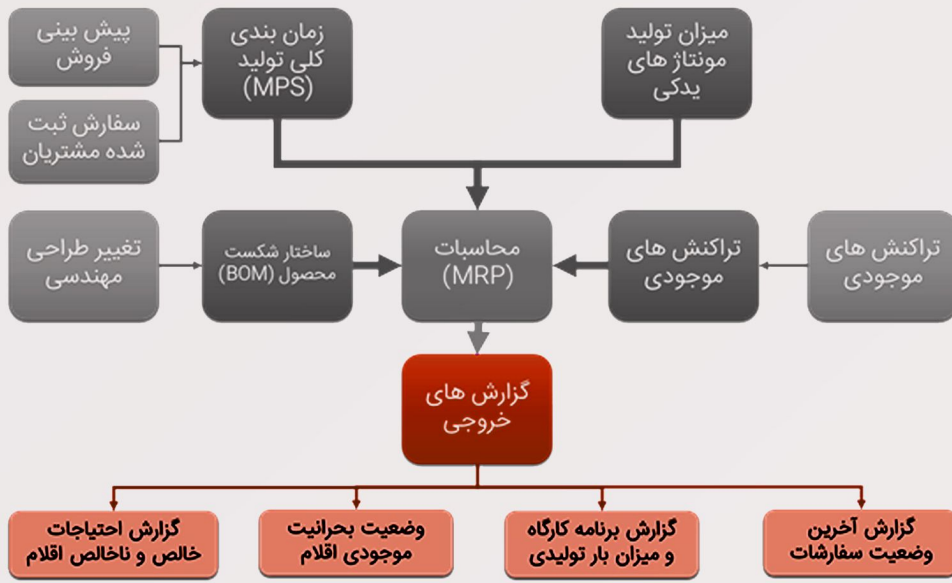 میزان تولید
مونتاژ های
یدکی
زمان بندی
کلی تولید
(MPS)
پیش بینی
فروش
سفارش ثبت
شده مشتریان
تراکنش های
موجودی
تراکنش های
موجودی
محاسبات
(MRP)
ساختار شکست
محصول (BOM)
تغییر طراحی
مهندسی
گزارش های
خروجی
گزارش آخرین
وضعیت سفارشات
گزارش برنامه کارگاه
و میزان بار تولیدی
وضعیت بحرانیت
موجودی اقلام
گزارش احتیاجات
خالص و ناخالص اقلام